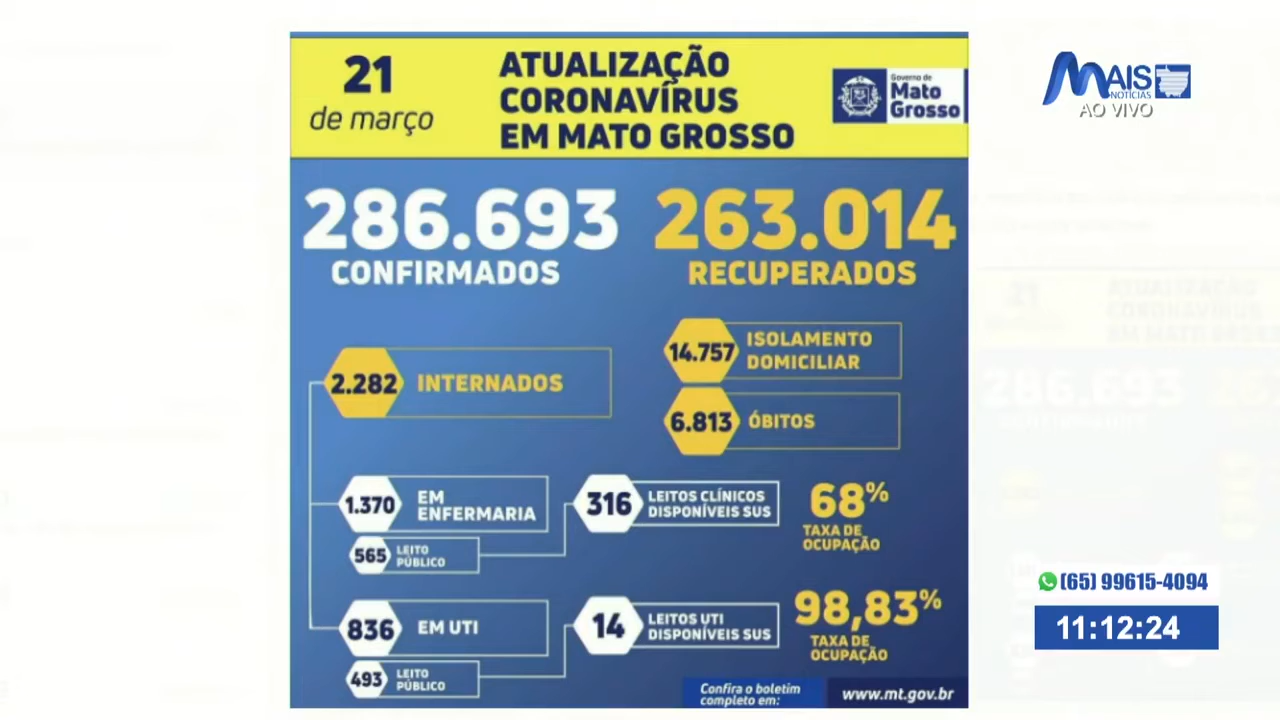 21
de março
ATUALIZAÇÃO
CORONAVÍRUS
EM MATO GROSSO
Governo de
Mato
Grosso
MAIS
NOTÍCIAS
AO VIVO
286.693
CONFIRMADOS
263.014
RECUPERADOS
2.282 INTERNADOS
14.757 ISOLAMENTO
DOMICILIAR
6.813 ÓBITOS
1.370 EM
ENFERMARIA
565 LEITO
PÚBLICO
316 LEITOS CLÍNICOS
DISPONÍVEIS SUS
68%
TAXA DE
OCUPAÇÃO
836 EM UTI
493 LEITO
PÚBLICO
14 LEITOS UTI
DISPONÍVEIS SUS
98,83%
TAXA DE
OCUPAÇÃO
Confira o boletim
completo em:
www.mt.gov.br
(65) 99615-4094
11:12:24